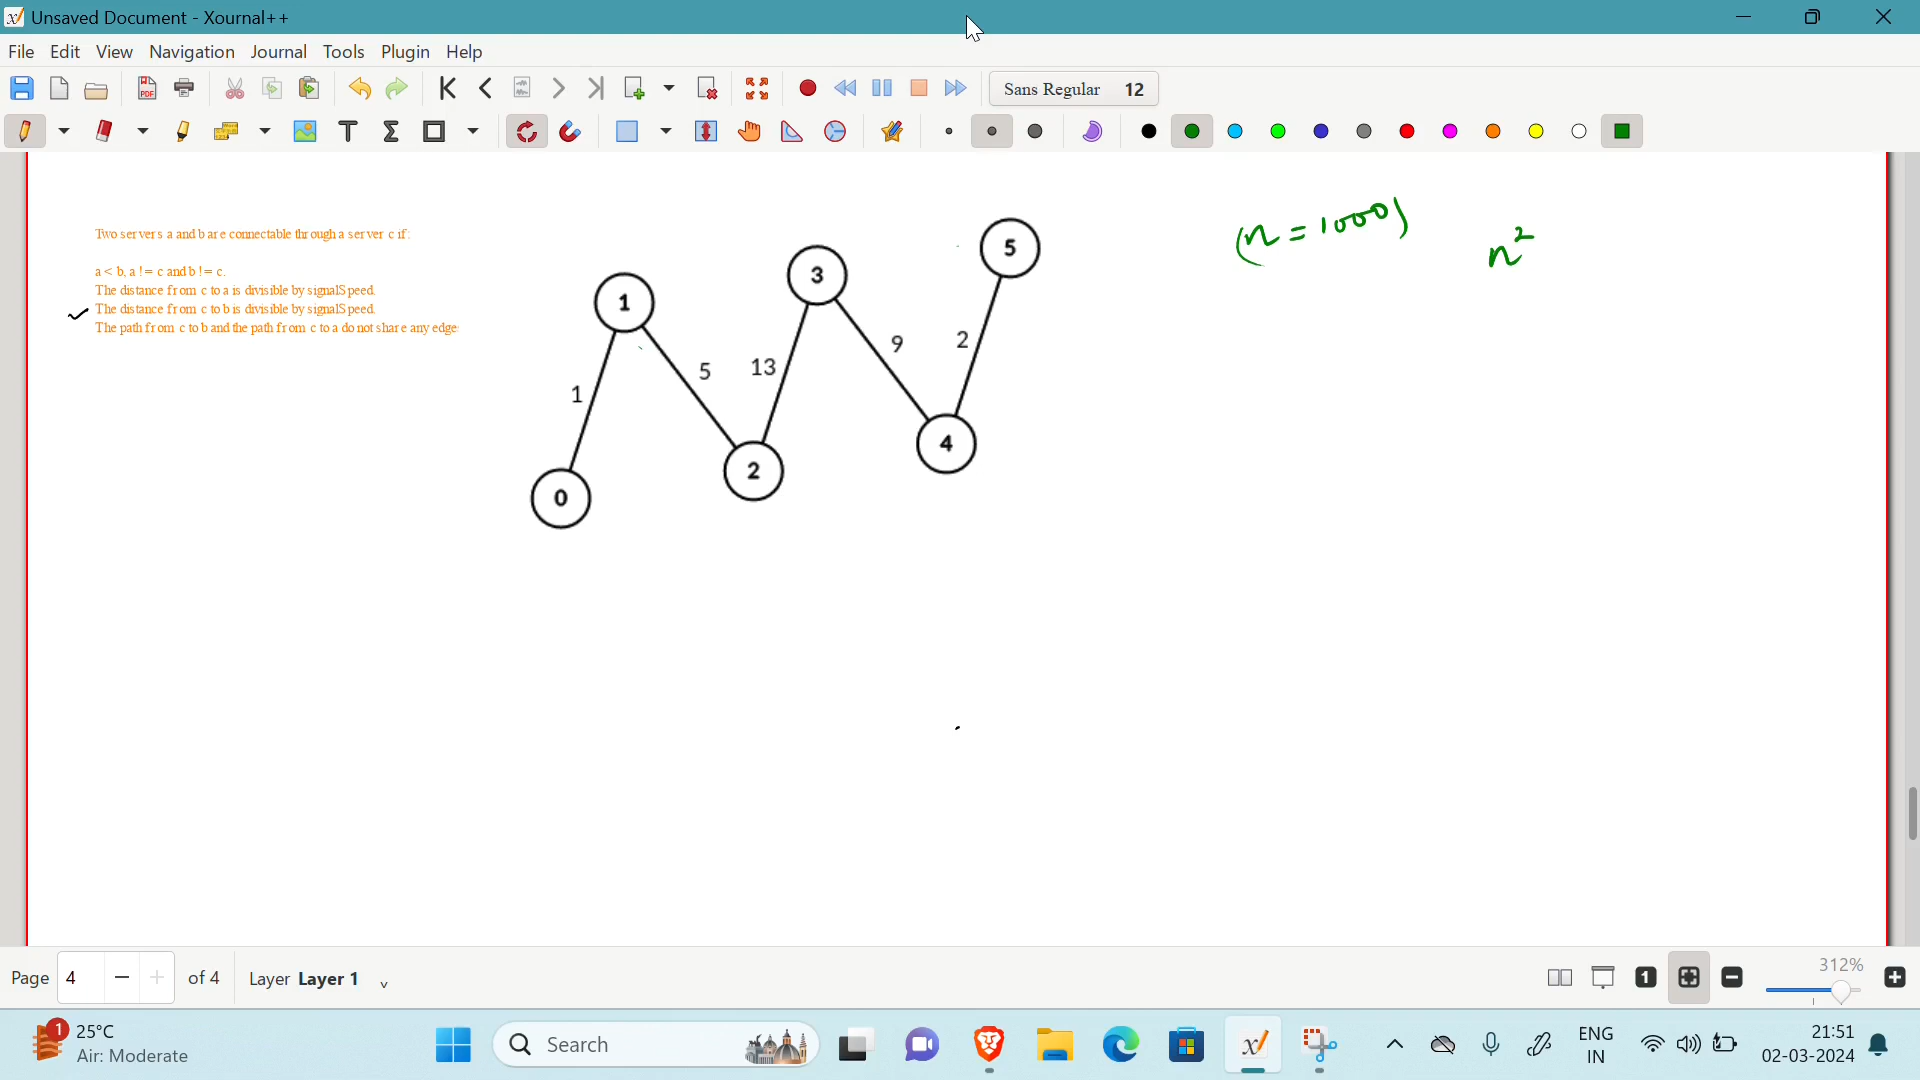 Unsaved Document - Xournal++
File Edit View Navigation Journal Tools Plugin Help
PDF
Sans Regular 12
Two servers a and b are connectable through a server c if:
a < b, a != c and b != c.
The distance from c to a is divisible by signalSpeed.
The distance from c to b is divisible by signalSpeed.
The path from c to b and the path from c to a do not share any edge
(n = 1000)
n²
5
3
1
9
2
13
5
1
4
2
0
Page 4 of 4 Layer Layer 1
1
312%
1
25°C
Air: Moderate
Search
ENG
IN
21:51
02-03-2024